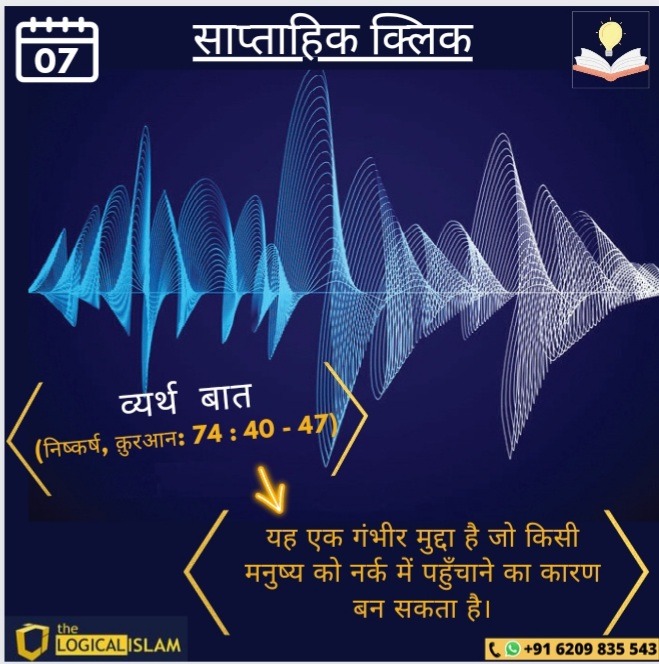 07
साप्ताहिक क्लिक
व्यर्थ बात
(निष्कर्ष, क़ुरआन: 74 : 40 - 47)
यह एक गंभीर मुद्दा है जो किसी
मनुष्य को नर्क में पहुँचाने का कारण
बन सकता है।
the
LOGICAL ISLAM
+91 6209 835 543